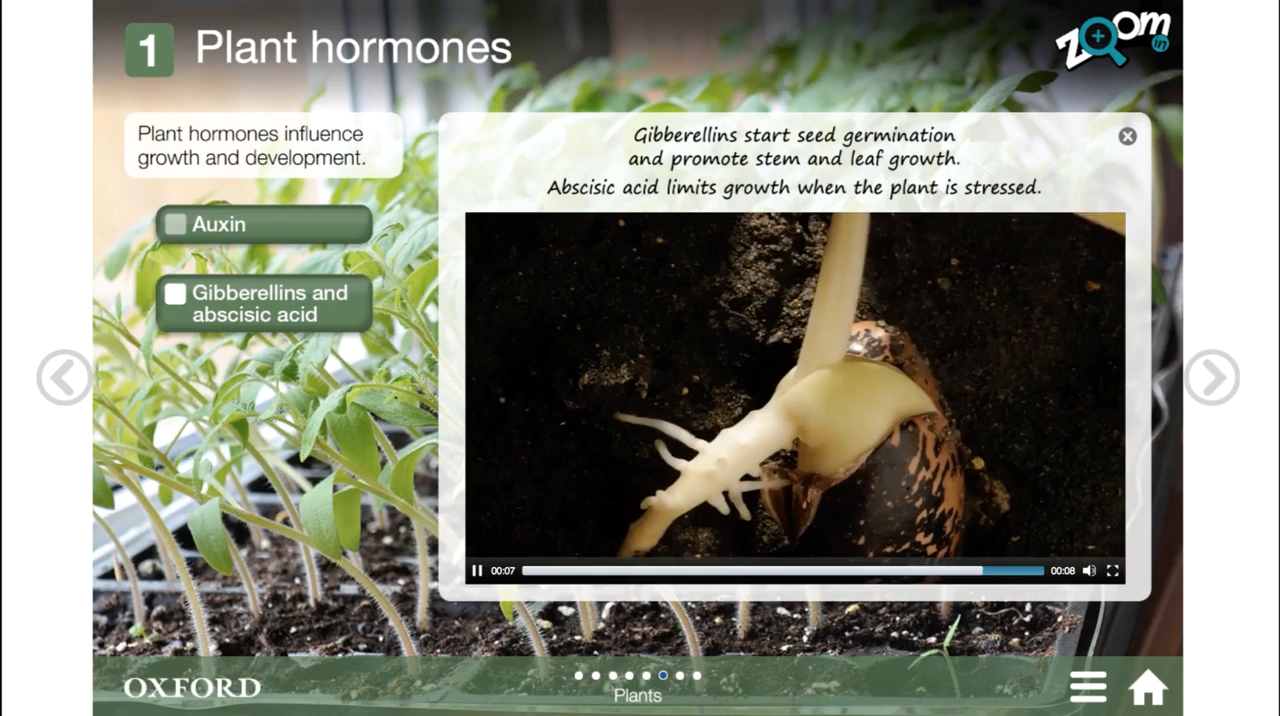 1 Plant hormones
zoom in
Plant hormones influence
growth and development.
Auxin
Gibberellins and
abscisic acid
Gibberellins start seed germination
and promote stem and leaf growth.
Abscisic acid limits growth when the plant is stressed.
00:07
00:08
OXFORD
Plants